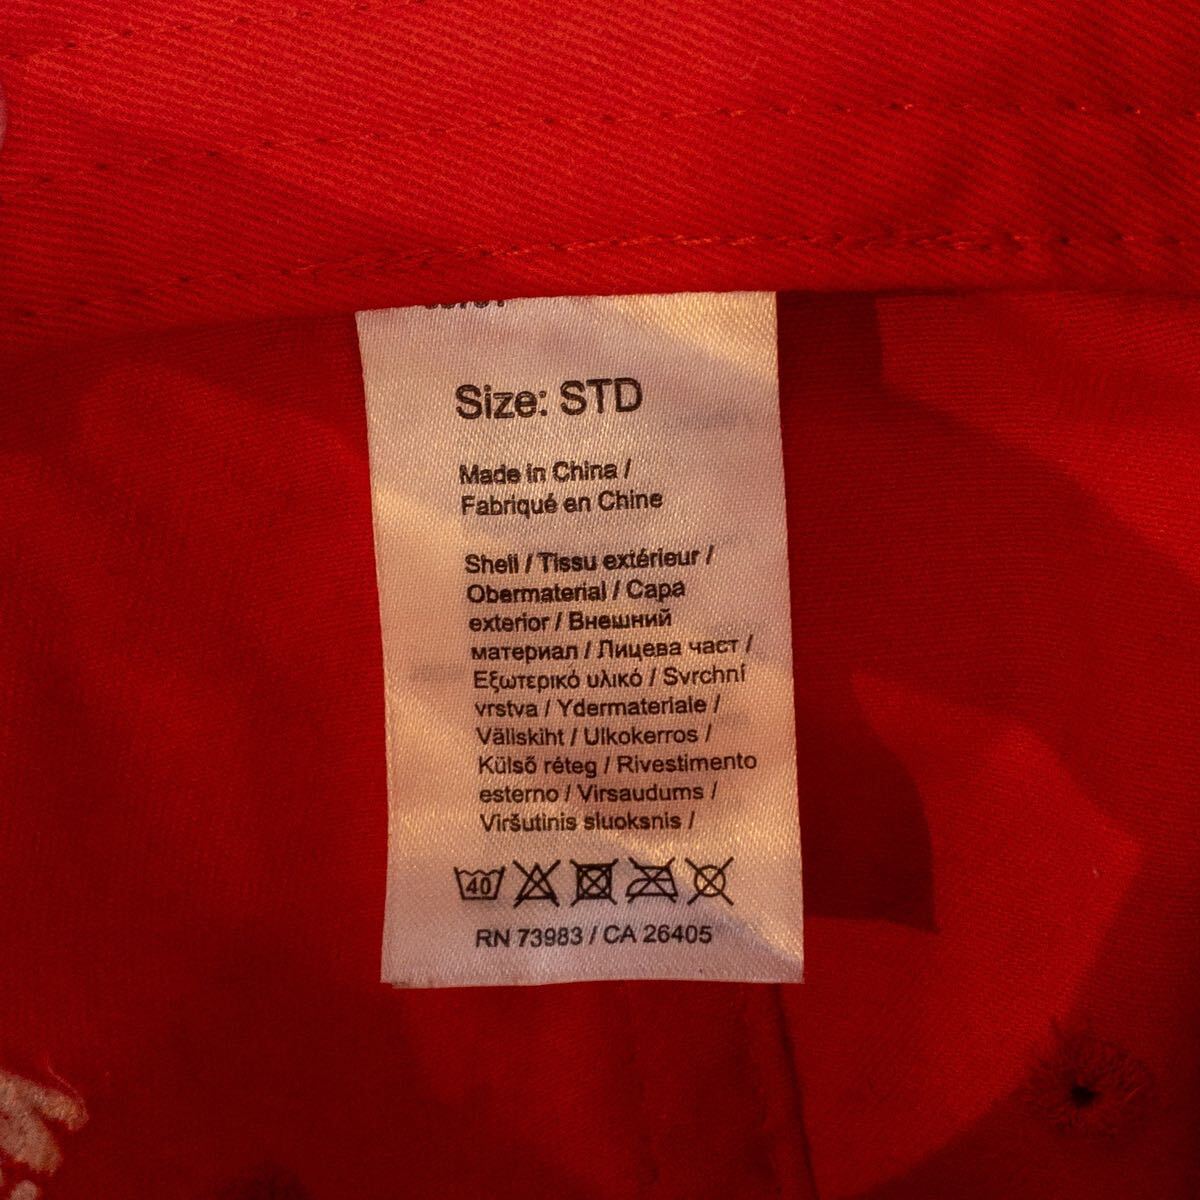 Size: STD
Made in China /
Fabriqué en Chine
Shell / Tissu extérieur /
Obermaterial / Capa
exterior / Внешний
материал / Лицева част /
Εξωτερικό υλικό / Svrchní
vrstva / Ydermateriale /
Väliskiht / Ulkokerros /
Külső réteg / Rivestimento
esterno / Virsaudums /
Viršutinis sluoksnis /
40
RN 73983 / CA 26405